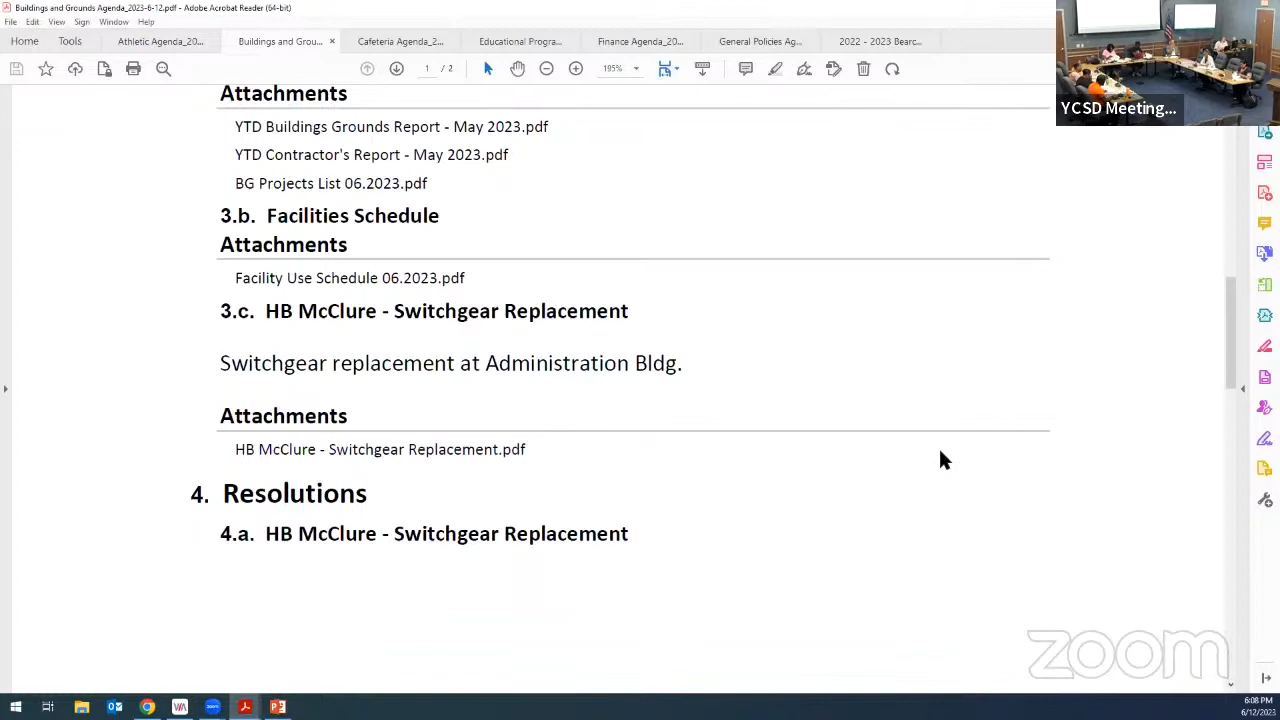 Buildings and Grounds Agenda_2023-6-12.pdf - Adobe Acrobat Reader (64-bit)
File Edit View Sign Window Help
Home Tools Athletic Agenda_20... Buildings and Grou... × Cafeteria Agenda_2... Educational Progra... Finance Agenda_20... General Policies Ag... 2022 - 2023 Bearc...
1 / 2 195%
YCSD Meeting...
Attachments
YTD Buildings Grounds Report - May 2023.pdf
YTD Contractor's Report - May 2023.pdf
BG Projects List 06.2023.pdf
3.b. Facilities Schedule
Attachments
Facility Use Schedule 06.2023.pdf
3.c. HB McClure - Switchgear Replacement
Switchgear replacement at Administration Bldg.
Attachments
HB McClure - Switchgear Replacement.pdf
4. Resolutions
4.a. HB McClure - Switchgear Replacement
zoom
6:08 PM
6/12/2023